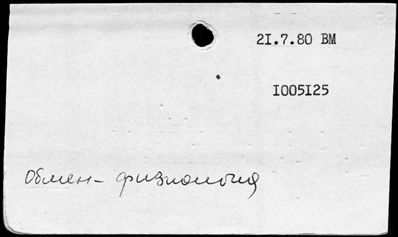 21.7.80 ВМ
1005125
Обмен - физиология